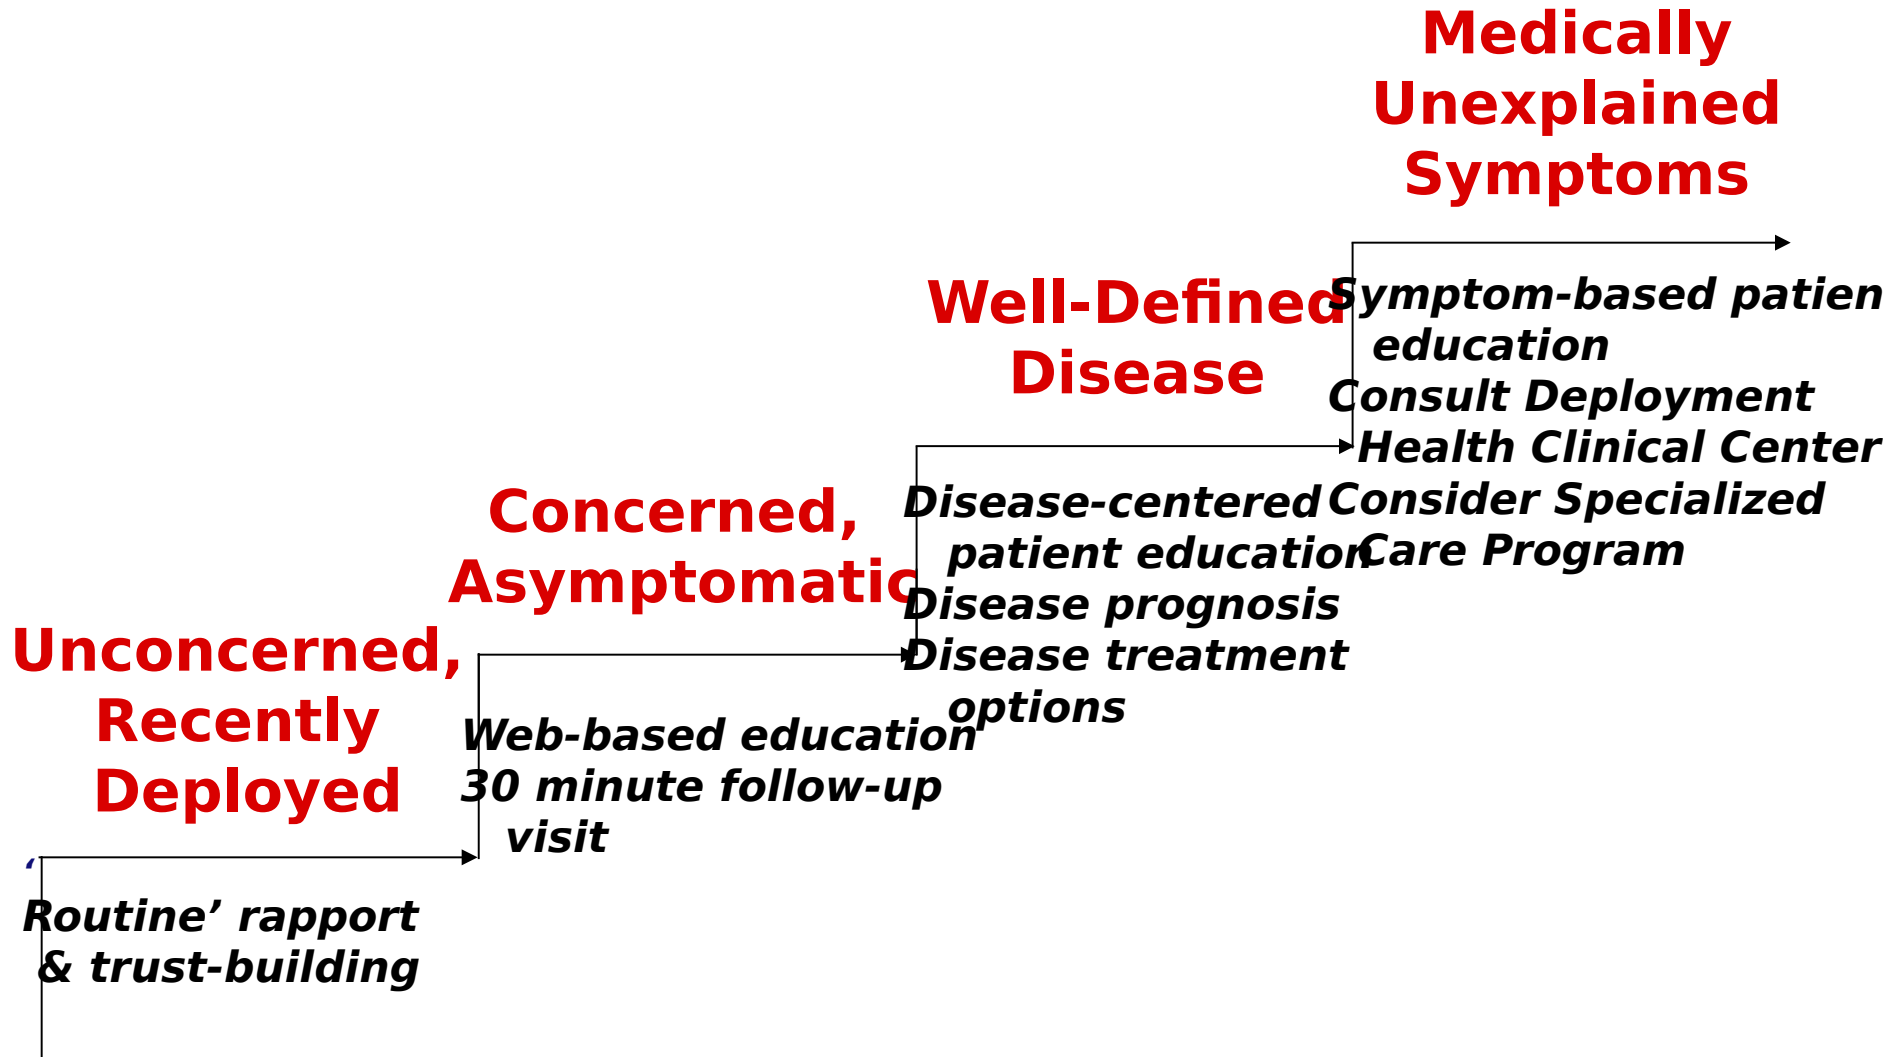 Medically
Unexplained
Symptoms
Symptom-based patien
education
Consult Deployment
Health Clinical Center
Consider Specialized
Care Program
Well-Defined
Disease
Disease-centered
patient education
Disease prognosis
Disease treatment
options
Concerned,
Asymptomatic
Web-based education
30 minute follow-up
visit
Unconcerned,
Recently
Deployed
‘
Routine’ rapport
& trust-building